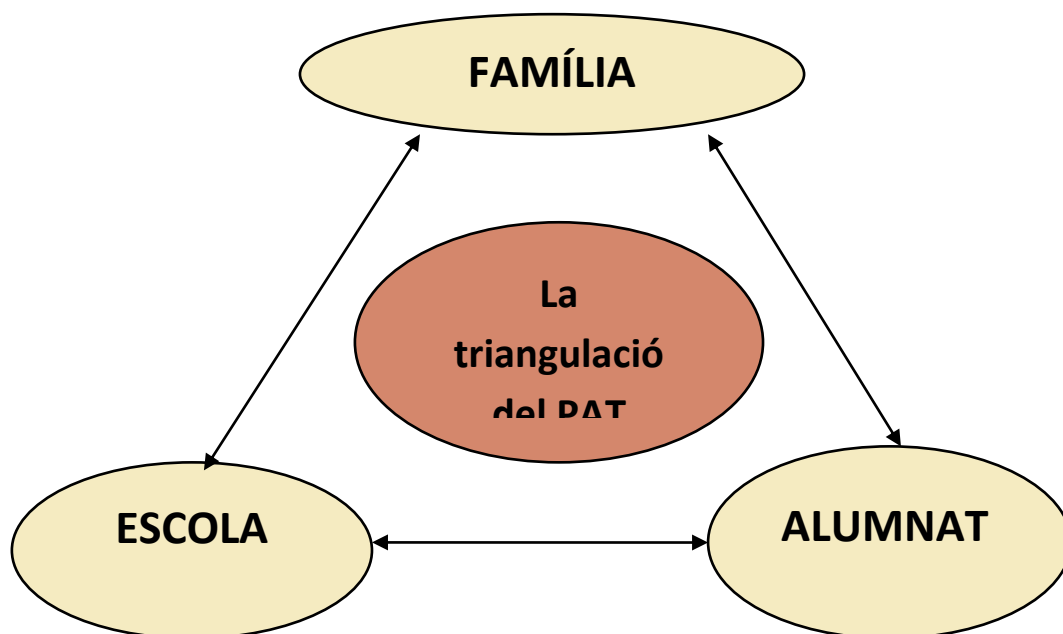 FAMÍLIA
La
triangulació
del PAT
ESCOLA
ALUMNAT